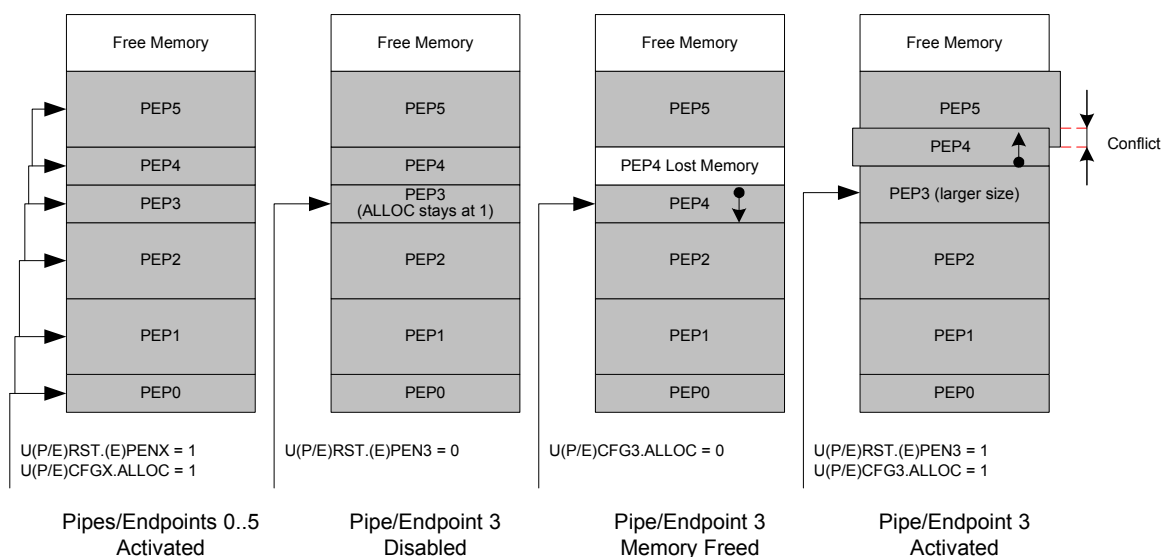 Free Memory
PEP5
PEP4
PEP3
PEP2
PEP1
PEP0
U(P/E)RST.(E)PENX = 1
U(P/E)CFGX.ALLOC = 1
Pipes/Endpoints 0..5
Activated
Free Memory
PEP5
PEP4
PEP3
(ALLOC stays at 1)
PEP2
PEP1
PEP0
U(P/E)RST.(E)PEN3 = 0
Pipe/Endpoint 3
Disabled
Free Memory
PEP5
PEP4 Lost Memory
PEP4
PEP2
PEP1
PEP0
U(P/E)CFG3.ALLOC = 0
Pipe/Endpoint 3
Memory Freed
Free Memory
PEP5
PEP4
Conflict
PEP3 (larger size)
PEP2
PEP1
PEP0
U(P/E)RST.(E)PEN3 = 1
U(P/E)CFG3.ALLOC = 1
Pipe/Endpoint 3
Activated